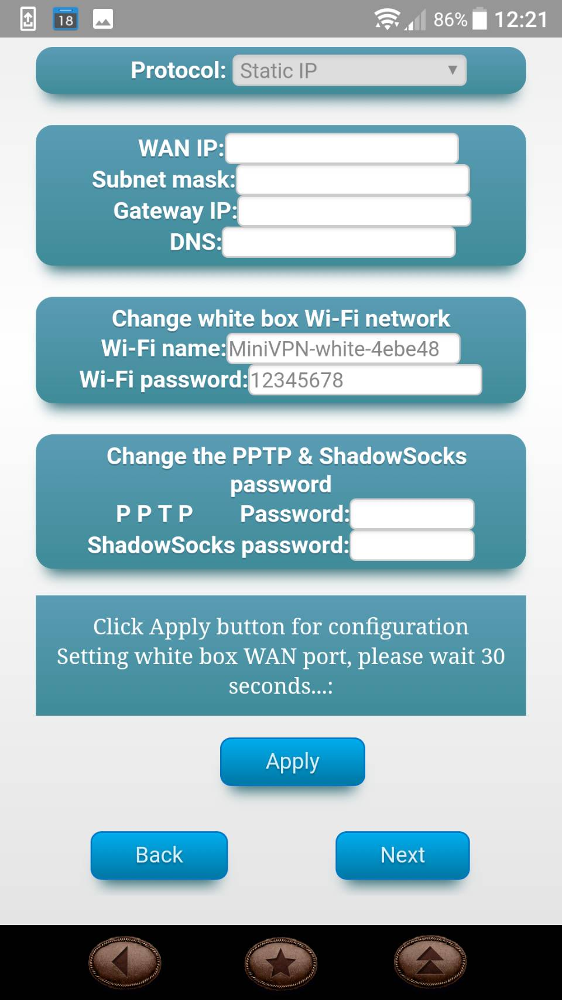 18 86% 12:21
Protocol: Static IP
WAN IP:
Subnet mask:
Gateway IP:
DNS:
Change white box Wi-Fi network
Wi-Fi name: MiniVPN-white-4ebe48
Wi-Fi password: 12345678
Change the PPTP & ShadowSocks
password
P P T P Password:
ShadowSocks password:
Click Apply button for configuration
Setting white box WAN port, please wait 30
seconds...:
Apply
Back Next